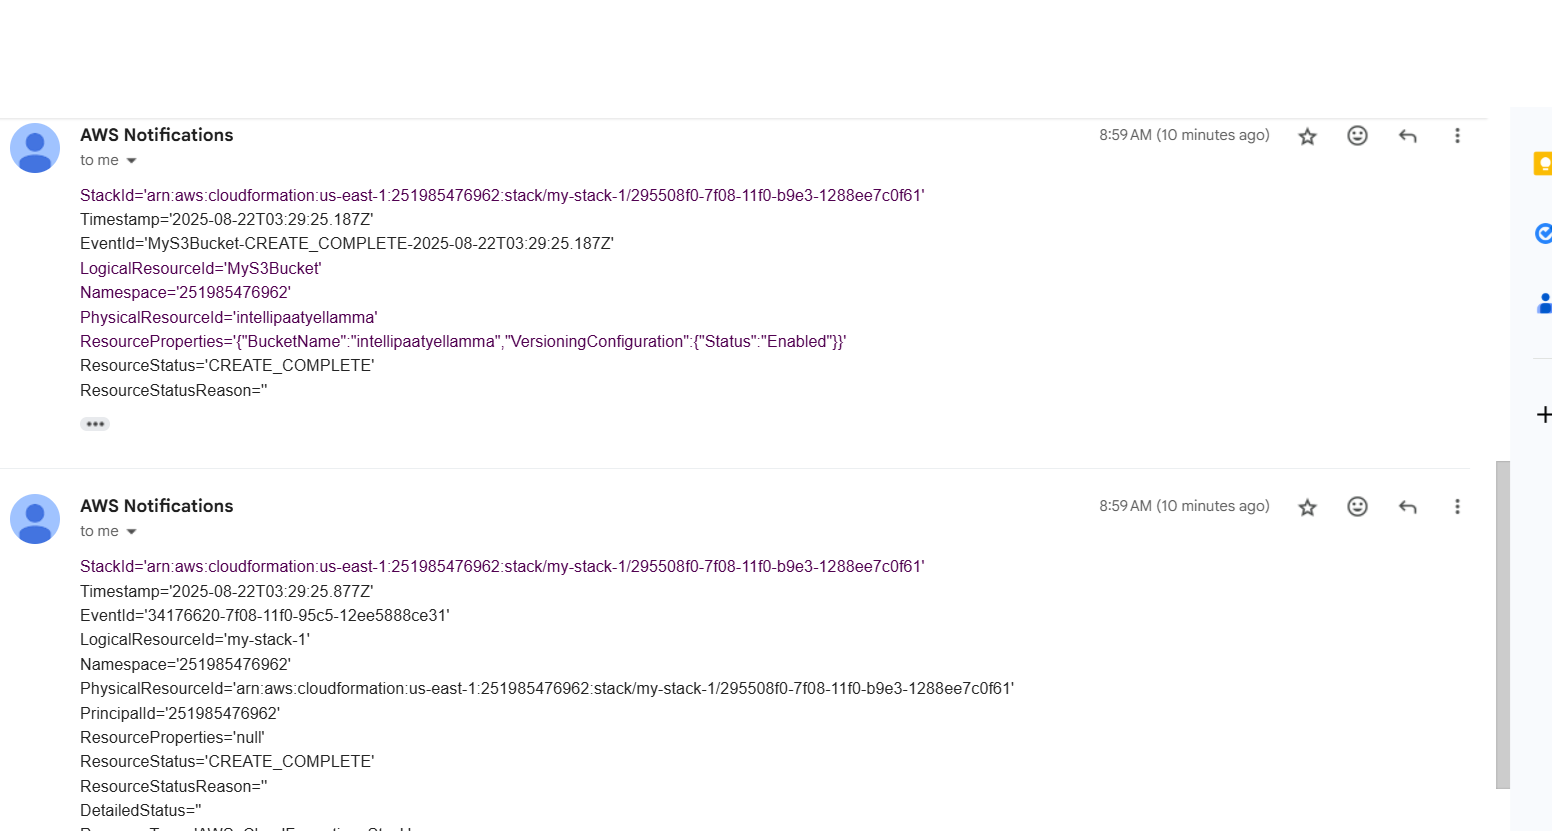 AWS Notifications
8:59 AM (10 minutes ago)
to me
StackId='arn:aws:cloudformation:us-east-1:251985476962:stack/my-stack-1/295508f0-7f08-11f0-b9e3-1288ee7c0f61'
Timestamp='2025-08-22T03:29:25.187Z'
EventId='MyS3Bucket-CREATE_COMPLETE-2025-08-22T03:29:25.187Z'
LogicalResourceId='MyS3Bucket'
Namespace='251985476962'
PhysicalResourceId='intellipaatyellamma'
ResourceProperties='{"BucketName":"intellipaatyellamma","VersioningConfiguration":{"Status":"Enabled"}}'
ResourceStatus='CREATE_COMPLETE'
ResourceStatusReason=''
AWS Notifications
8:59 AM (10 minutes ago)
to me
StackId='arn:aws:cloudformation:us-east-1:251985476962:stack/my-stack-1/295508f0-7f08-11f0-b9e3-1288ee7c0f61'
Timestamp='2025-08-22T03:29:25.877Z'
EventId='34176620-7f08-11f0-95c5-12ee5888ce31'
LogicalResourceId='my-stack-1'
Namespace='251985476962'
PhysicalResourceId='arn:aws:cloudformation:us-east-1:251985476962:stack/my-stack-1/295508f0-7f08-11f0-b9e3-1288ee7c0f61'
PrincipalId='251985476962'
ResourceProperties='null'
ResourceStatus='CREATE_COMPLETE'
ResourceStatusReason=''
DetailedStatus=''